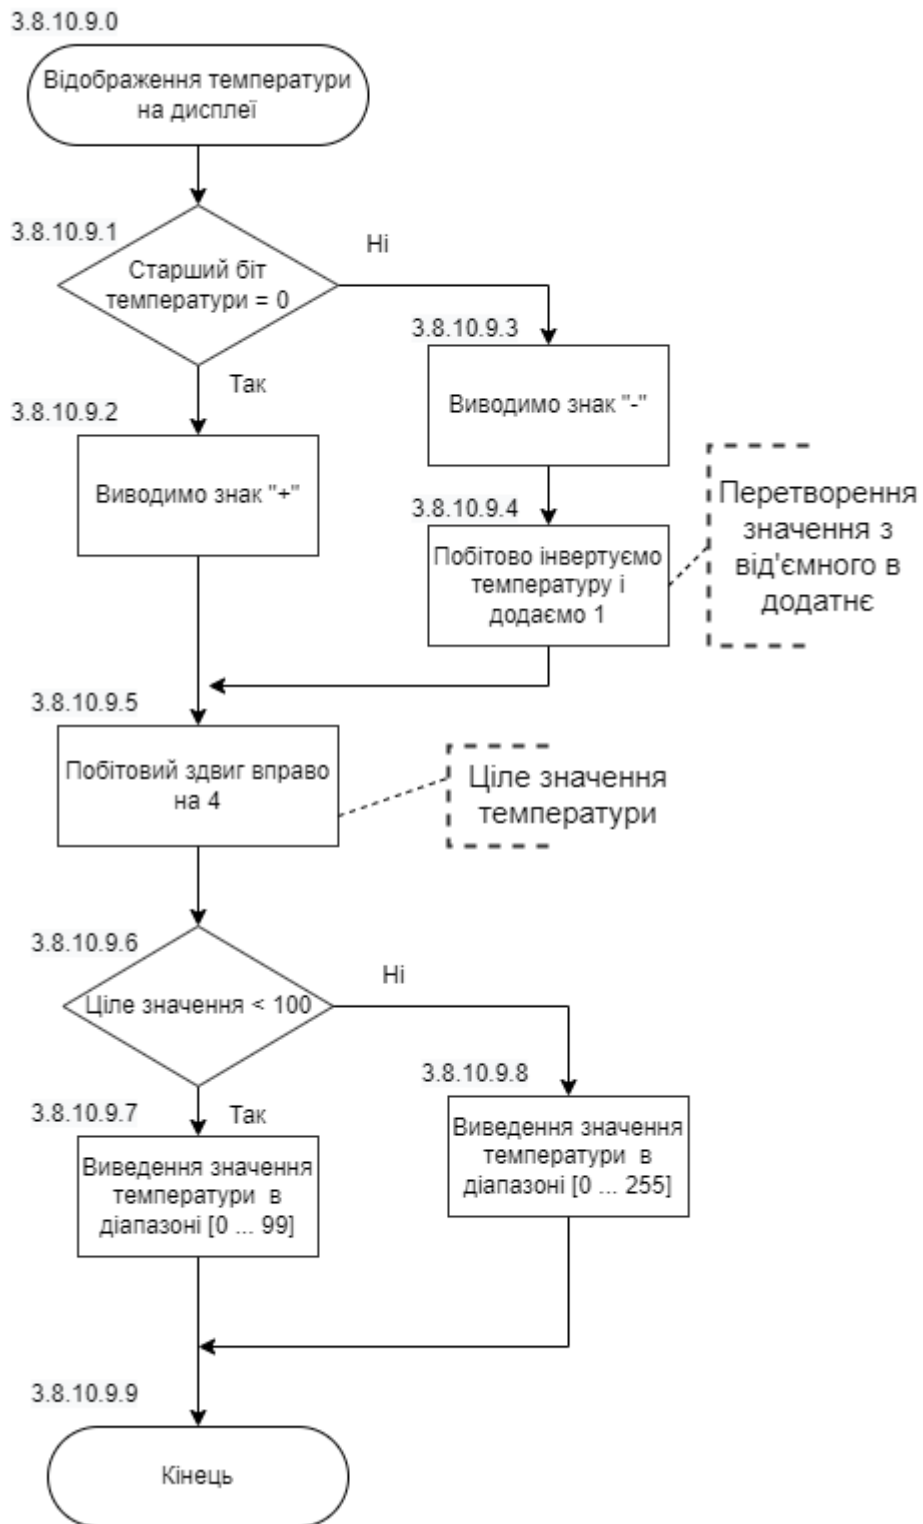 3.8.10.9.0
Відображення температури
на дисплеї
3.8.10.9.1
Ні
Старший біт
температури = 0
3.8.10.9.3
Так
Виводимо знак "-"
3.8.10.9.2
Виводимо знак "+"
3.8.10.9.4
Побітово інвертуємо
температуру і
додаємо 1
Перетворення
значення з
від'ємного в
додатнє
3.8.10.9.5
Побітовий здвиг вправо
на 4
Ціле значення
температури
3.8.10.9.6
Ні
Ціле значення < 100
3.8.10.9.8
3.8.10.9.7
Так
Виведення значення
температури в
діапазоні [0 ... 255]
Виведення значення
температури в
діапазоні [0 ... 99]
3.8.10.9.9
Кінець